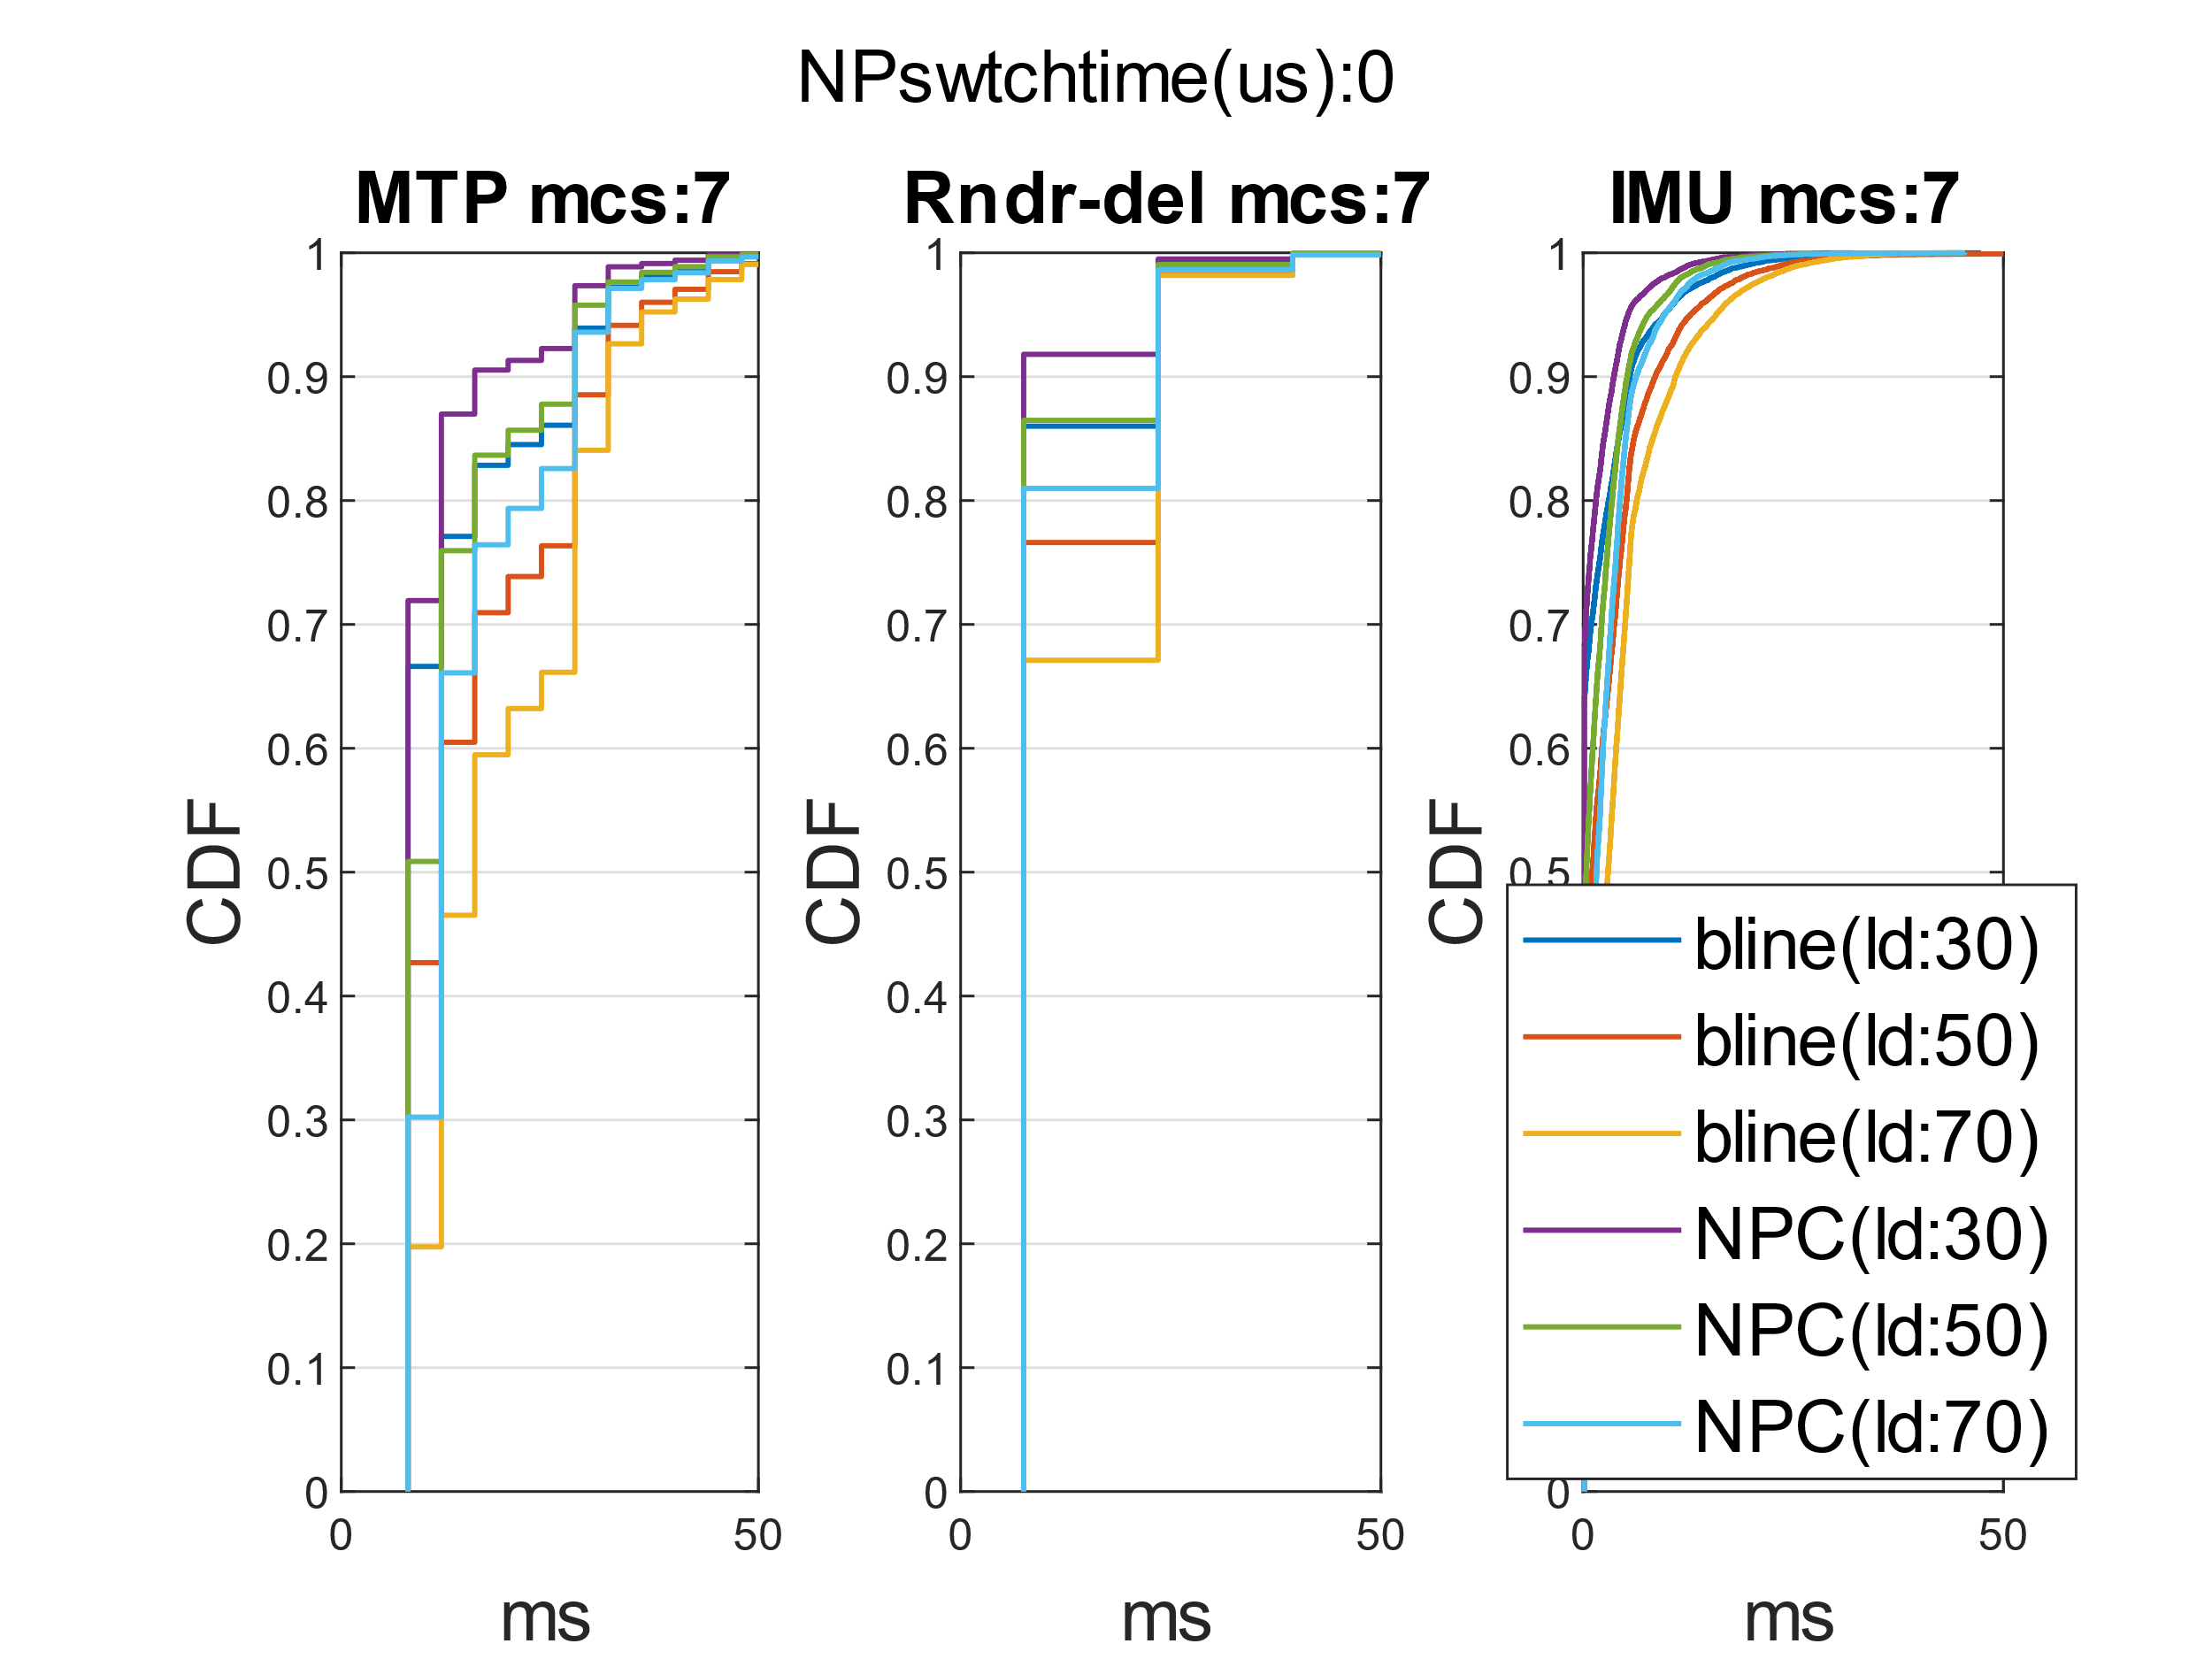 NPswtchtime(us):0
MTP mcs:7
Rndr-del mcs:7
IMU mcs:7
1
0.9
0.8
0.7
0.6
0.5
0.4
0.3
0.2
0.1
0
0
50
CDF
ms
1
0.9
0.8
0.7
0.6
0.5
0.4
0.3
0.2
0.1
0
0
50
CDF
ms
1
0.9
0.8
0.7
0.6
0.5
0
0
50
CDF
ms
bline(ld:30)
bline(ld:50)
bline(ld:70)
NPC(ld:30)
NPC(ld:50)
NPC(ld:70)